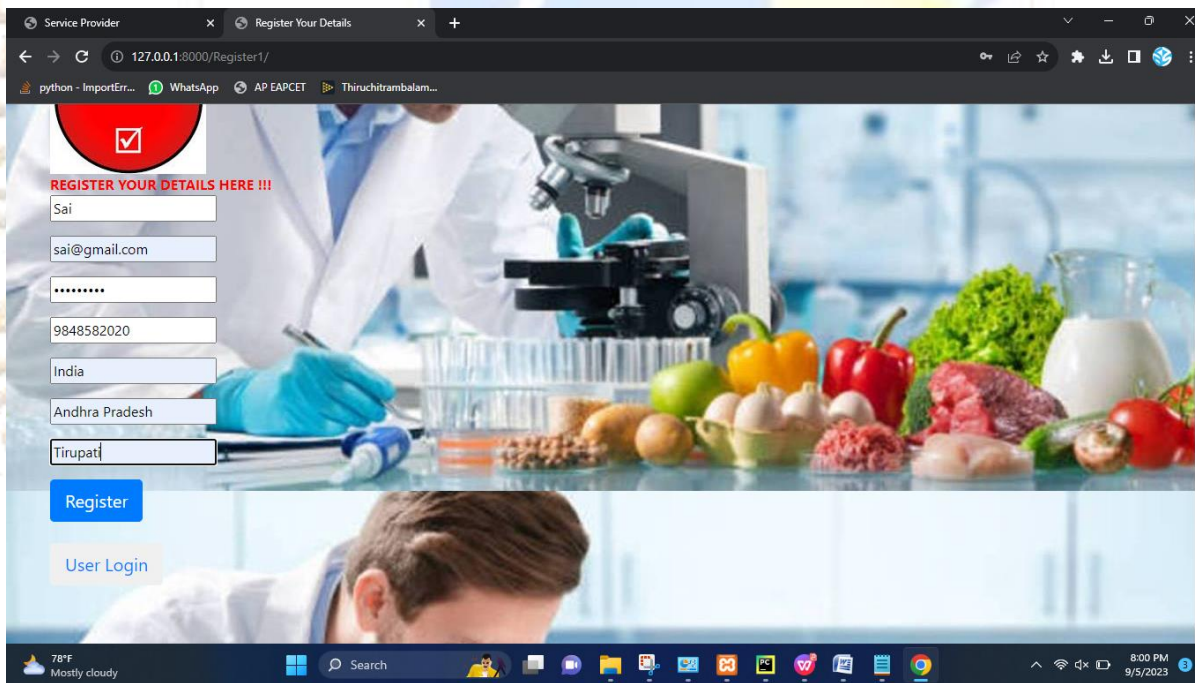 Service Provider
Register Your Details
127.0.0.1:8000/Register1/
python - ImportErr...
WhatsApp
AP EAPCET
Thiruchitrambalam...
REGISTER YOUR DETAILS HERE !!!
Sai
sai@gmail.com
•••••••••
9848582020
India
Andhra Pradesh
Tirupati
Register
User Login
78°F
Mostly cloudy
Search
8:00 PM
9/5/2023
3